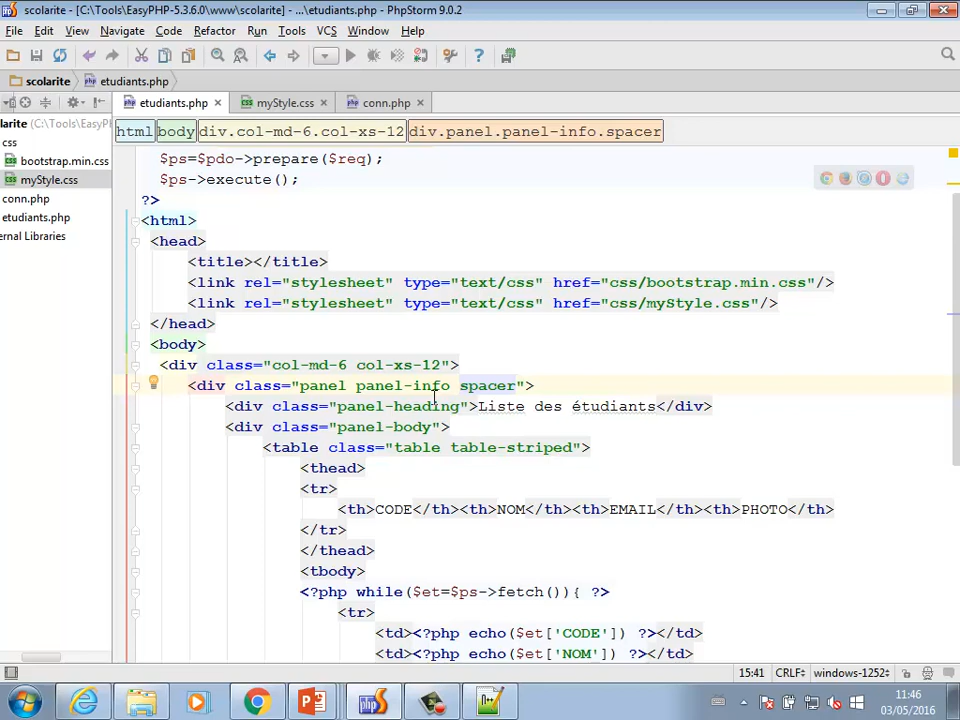 scolarite - [C:\Tools\EasyPHP-5.3.6.0\www\scolarite] - ...\etudiants.php - PhpStorm 9.0.2
File Edit View Navigate Code Refactor Run Tools VCS Window Help
scolarite etudiants.php
etudiants.php myStyle.css conn.php
larite (C:\Tools\EasyPH
css
bootstrap.min.css
myStyle.css
conn.php
etudiants.php
ernal Libraries
html body div.col-md-6.col-xs-12 div.panel.panel-info.spacer
$ps=$pdo->prepare($req);
$ps->execute();
?>
<html>
<head>
<title></title>
<link rel="stylesheet" type="text/css" href="css/bootstrap.min.css"/>
<link rel="stylesheet" type="text/css" href="css/myStyle.css"/>
</head>
<body>
<div class="col-md-6 col-xs-12">
<div class="panel panel-info spacer">
<div class="panel-heading">Liste des étudiants</div>
<div class="panel-body">
<table class="table table-striped">
<thead>
<tr>
<th>CODE</th><th>NOM</th><th>EMAIL</th><th>PHOTO</th>
</tr>
</thead>
<tbody>
<?php while($et=$ps->fetch()){ ?>
<tr>
<td><?php echo($et['CODE']) ?></td>
<td><?php echo($et['NOM']) ?></td>
15:41 CRLF÷ windows-1252÷
11:46
03/05/2016